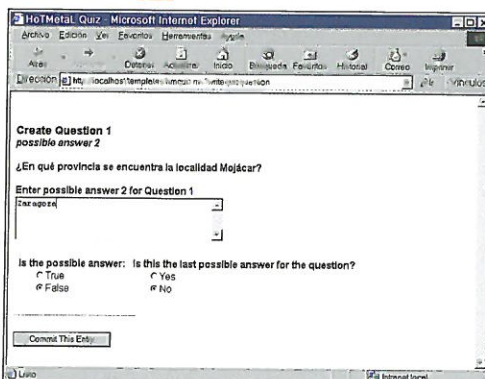 HoTMetaL Quiz - Microsoft Internet Explorer
Archivo Edición Ver Favoritos Herramientas Ayuda
Atrás Detener Actualizar Inicio Búsqueda Favoritos Historial Correo Imprimir
Dirección Vínculos
Create Question 1
possible answer 2
¿En qué provincia se encuentra la localidad Mojácar?
Enter possible answer 2 for Question 1
Zaragoza
Is the possible answer: Is this the last possible answer for the question?
True Yes
False No
Commit This Entry
Listo Intranet local